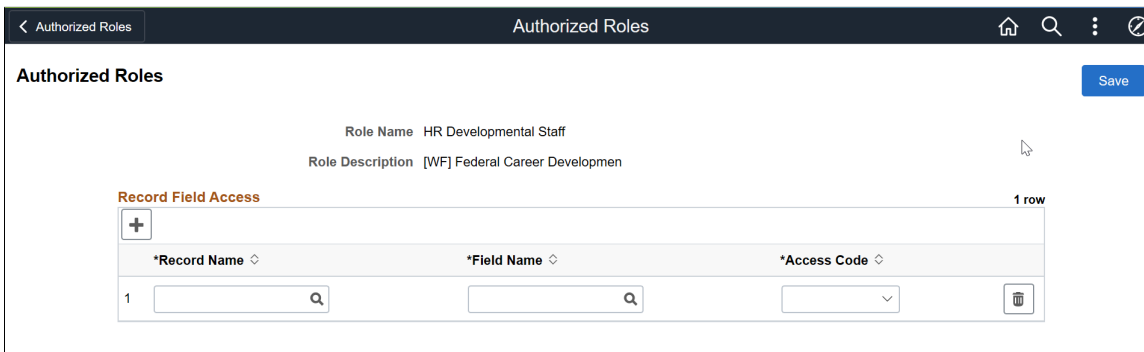 Authorized Roles Authorized Roles
Authorized Roles
Save
Role Name HR Developmental Staff
Role Description [WF] Federal Career Developmen
Record Field Access 1 row
*Record Name *Field Name *Access Code
1